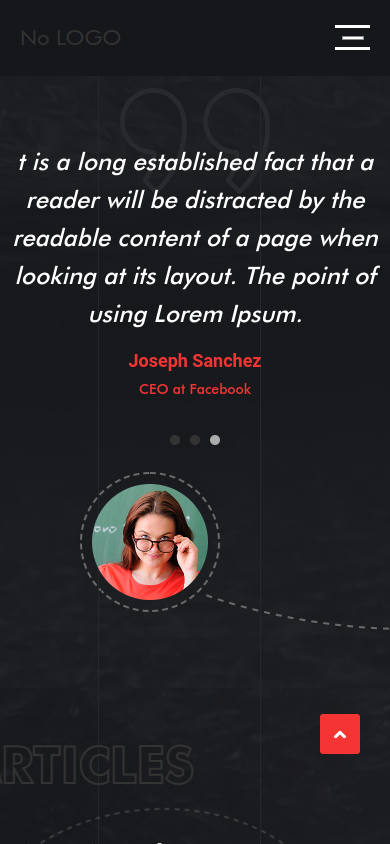 No LOGO
t is a long established fact that a
reader will be distracted by the
readable content of a page when
looking at its layout. The point of
using Lorem Ipsum.
Joseph Sanchez
CEO at Facebook
RTICLES